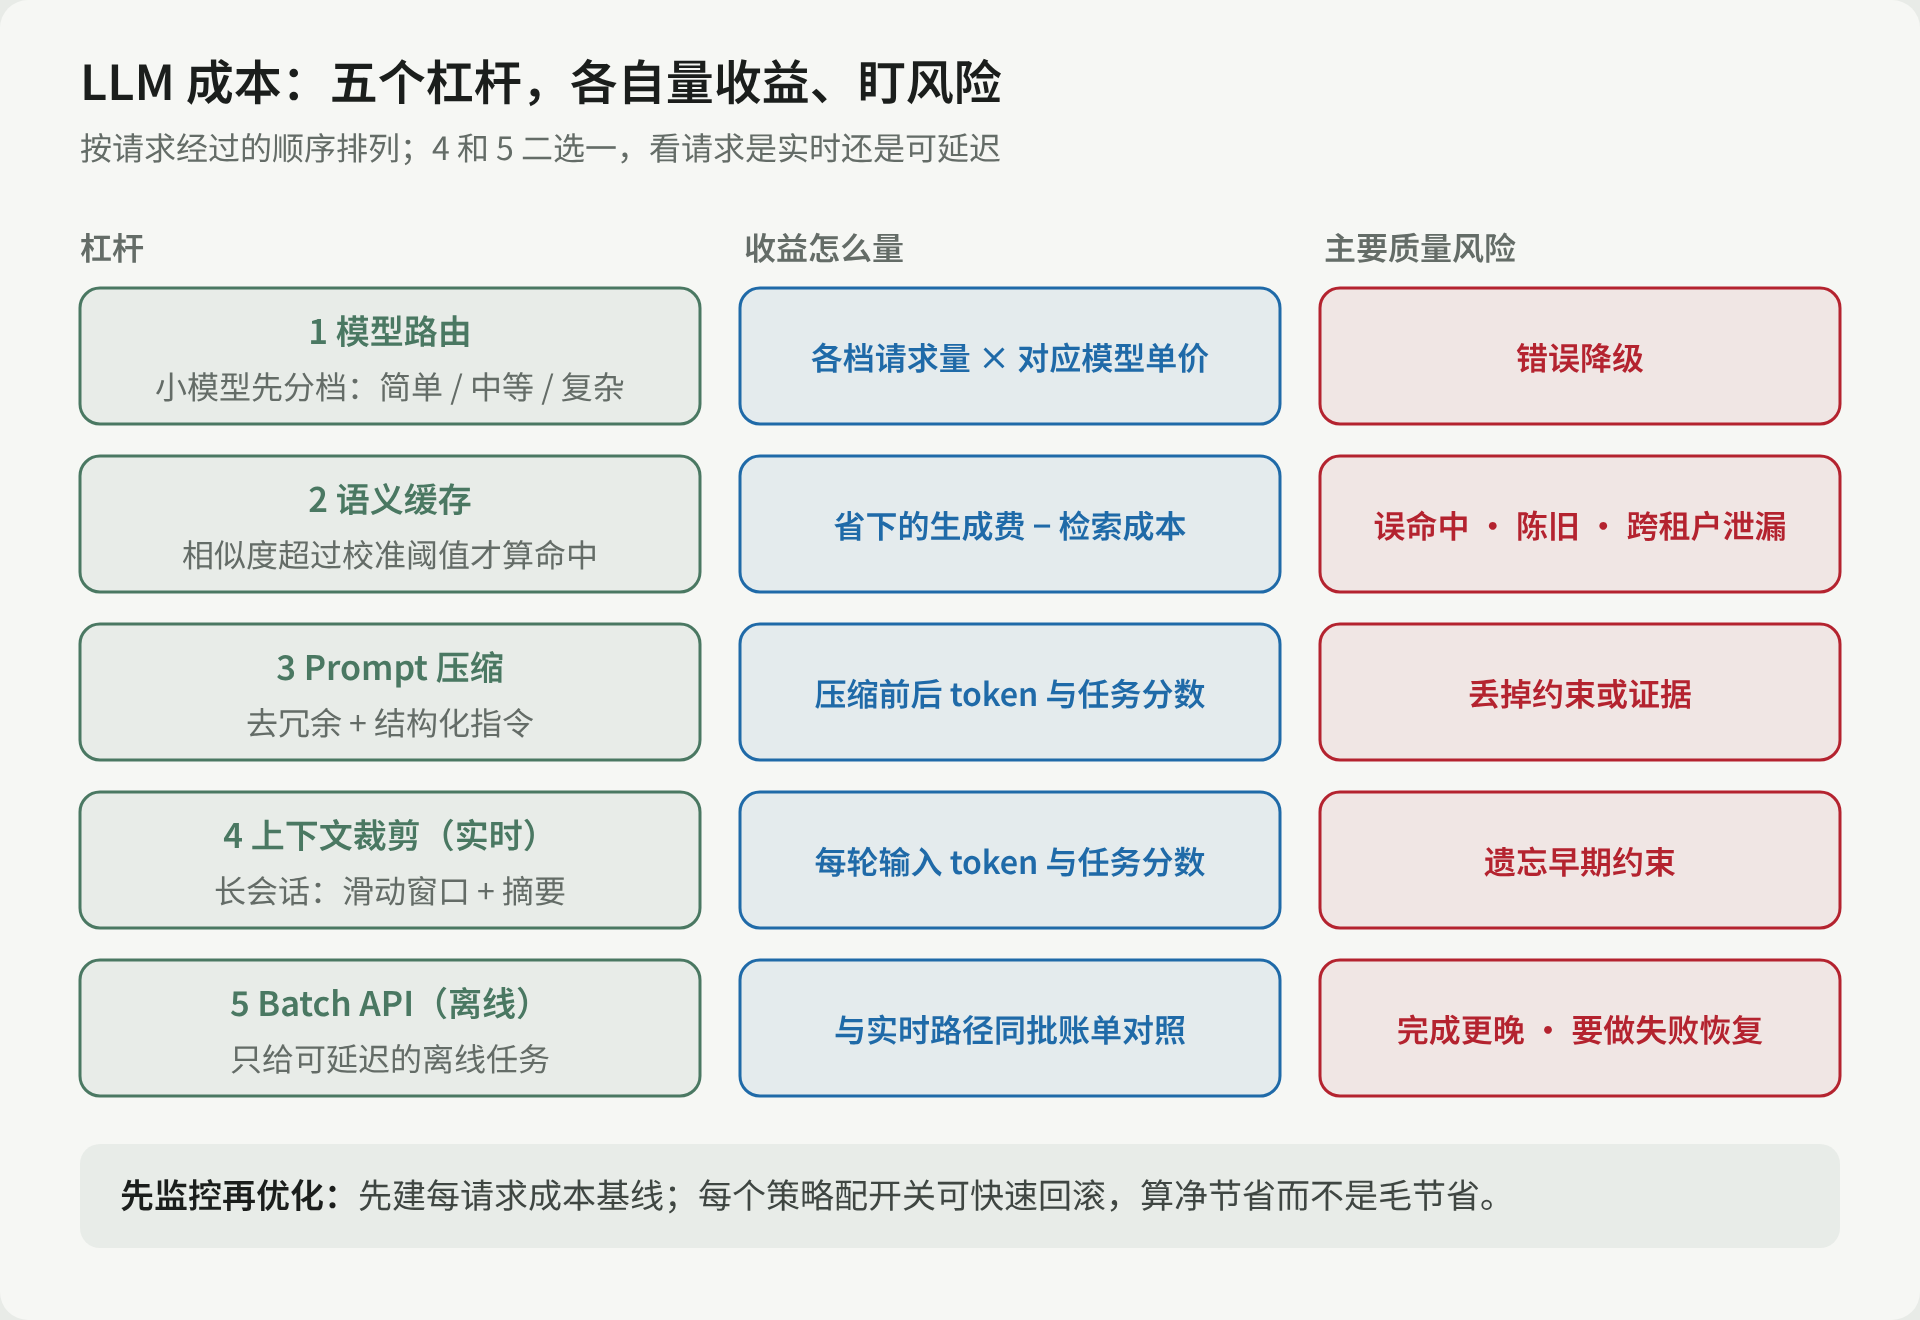 LLM 成本：五个杠杆，各自量收益、盯风险
按请求经过的顺序排列；4 和 5 二选一，看请求是实时还是可延迟
杠杆
收益怎么量
主要质量风险
1 模型路由
小模型先分档：简单 / 中等 / 复杂
各档请求量 × 对应模型单价
错误降级
2 语义缓存
相似度超过校准阈值才算命中
省下的生成费 − 检索成本
误命中 • 陈旧 • 跨租户泄漏
3 Prompt 压缩
去冗余 + 结构化指令
压缩前后 token 与任务分数
丢掉约束或证据
4 上下文裁剪（实时）
长会话：滑动窗口 + 摘要
每轮输入 token 与任务分数
遗忘早期约束
5 Batch API（离线）
只给可延迟的离线任务
与实时路径同批账单对照
完成更晚 • 要做失败恢复
先监控再优化：先建每请求成本基线；每个策略配开关可快速回滚，算净节省而不是毛节省。